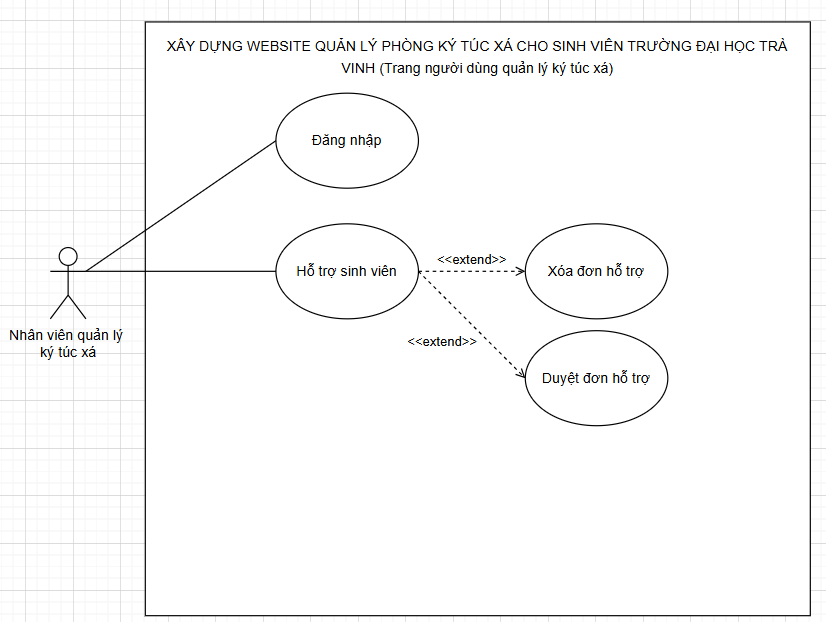 XÂY DỰNG WEBSITE QUẢN LÝ PHÒNG KÝ TÚC XÁ CHO SINH VIÊN TRƯỜNG ĐẠI HỌC TRÀ
VINH (Trang người dùng quản lý ký túc xá)
Đăng nhập
Hỗ trợ sinh viên
<<extend>>
Xóa đơn hỗ trợ
Nhân viên quản lý
ký túc xá
<<extend>>
Duyệt đơn hỗ trợ